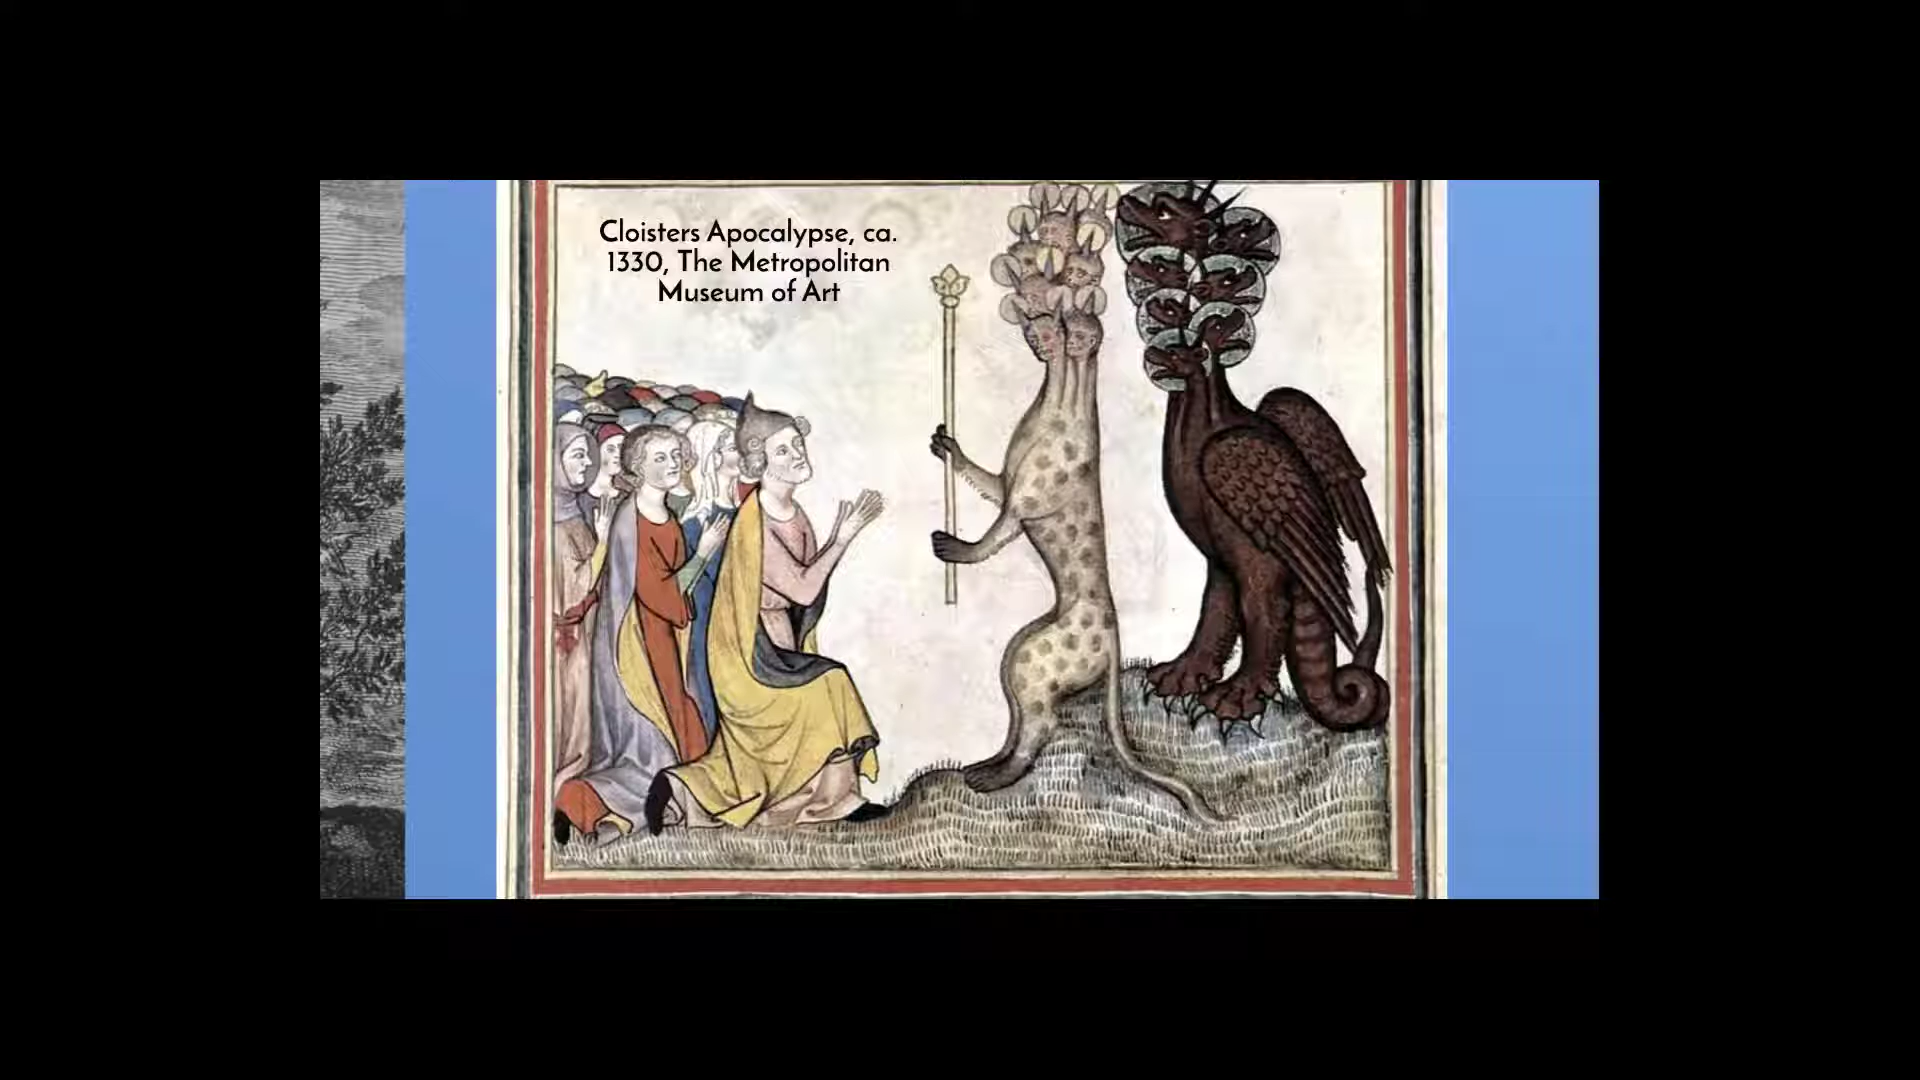 Cloisters Apocalypse, ca.
1330, The Metropolitan
Museum of Art